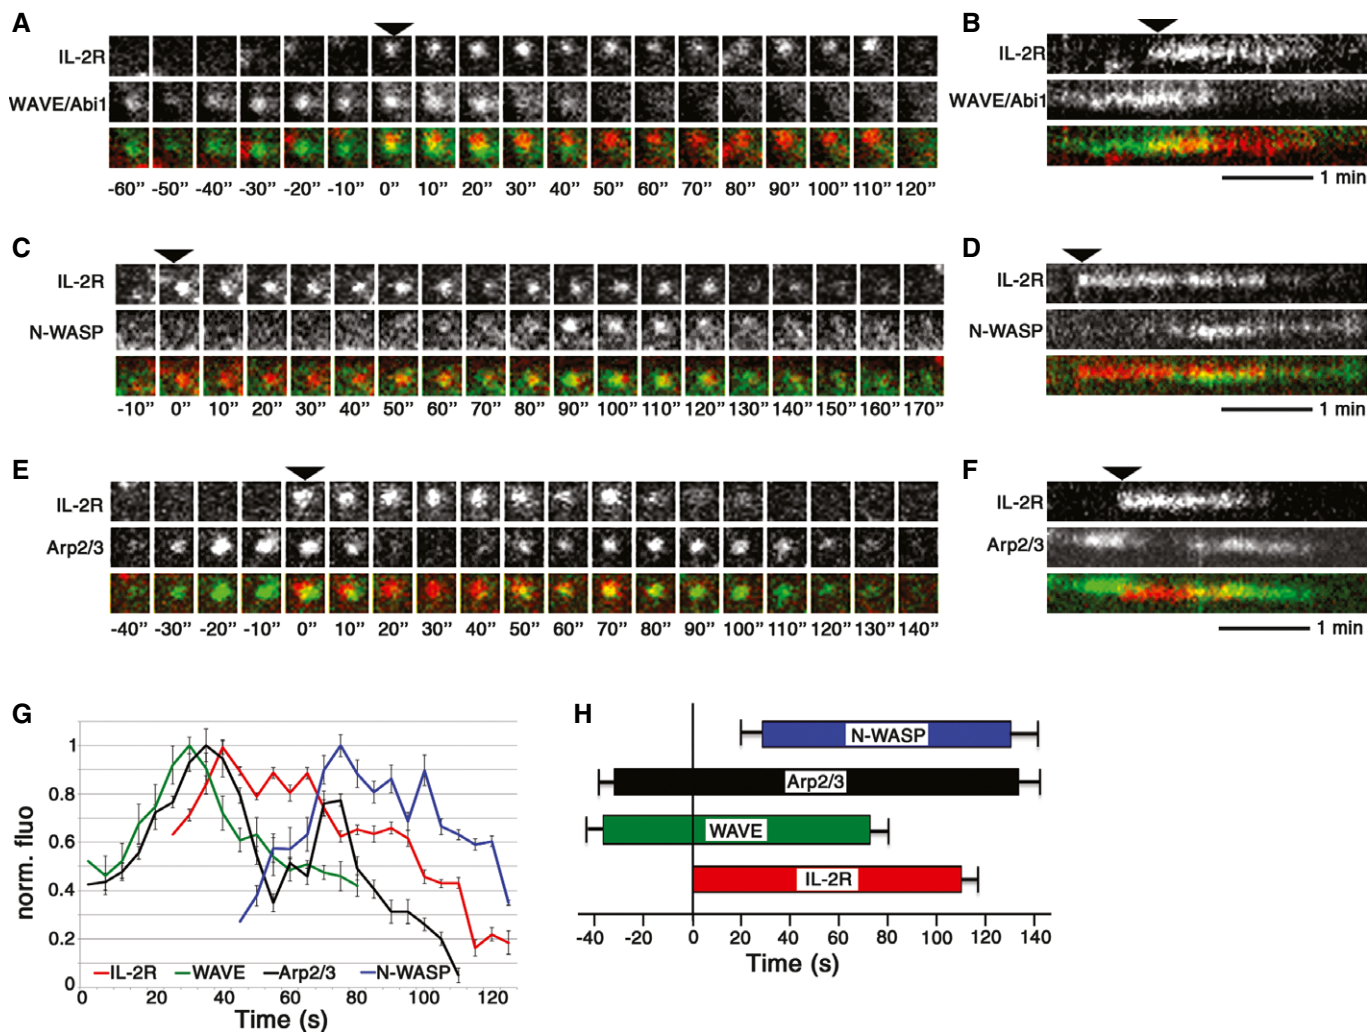 A
IL-2R
WAVE/Abi1
-60” -50” -40” -30” -20” -10” 0” 10” 20” 30” 40” 50” 60” 70” 80” 90” 100” 110” 120”
B
IL-2R
WAVE/Abi1
1 min
C
IL-2R
N-WASP
-10” 0” 10” 20” 30” 40” 50” 60” 70” 80” 90” 100” 110” 120” 130” 140” 150” 160” 170”
D
IL-2R
N-WASP
1 min
E
IL-2R
Arp2/3
-40” -30” -20” -10” 0” 10” 20” 30” 40” 50” 60” 70” 80” 90” 100” 110” 120” 130” 140”
F
IL-2R
Arp2/3
1 min
G
norm. fluo
1
0.8
0.6
0.4
0.2
0
IL-2R WAVE Arp2/3 N-WASP
0 20 40 60 80 100 120
Time (s)
H
N-WASP
Arp2/3
WAVE
IL-2R
-40 -20 0 20 40 60 80 100 120 140
Time (s)